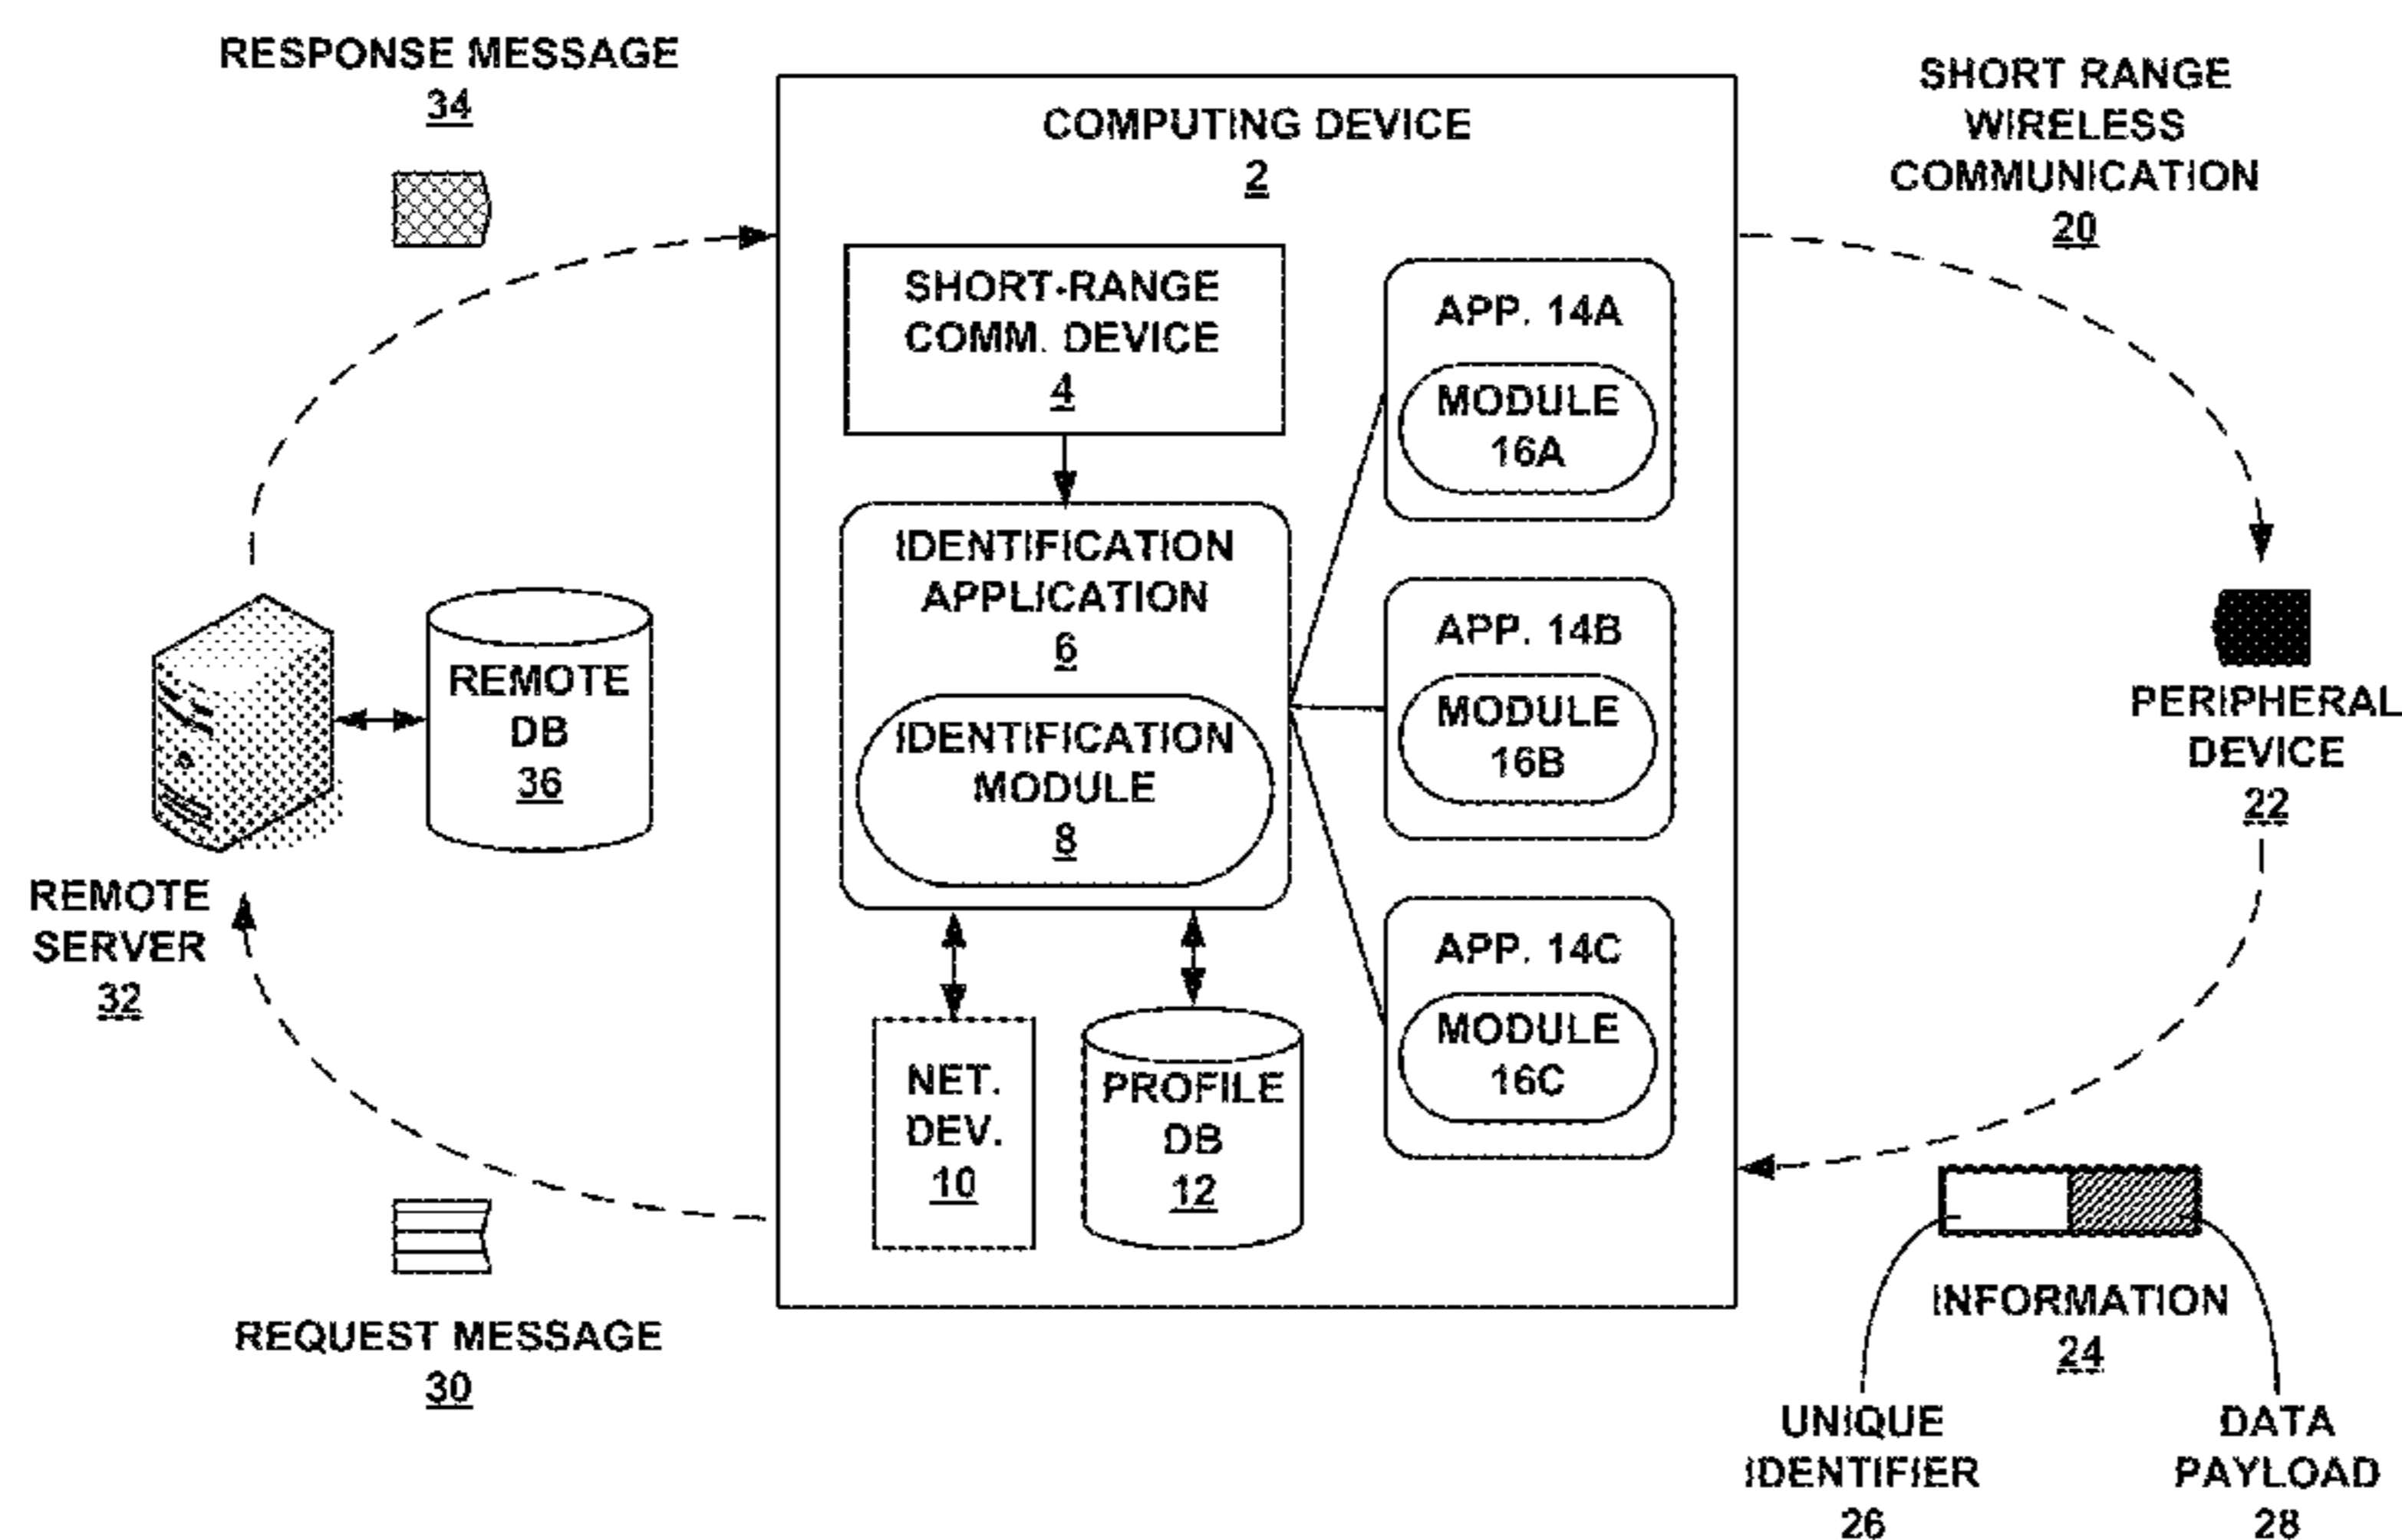 RESPONSE MESSAGE
34
COMPUTING DEVICE
2
SHORT RANGE
WIRELESS
COMMUNICATION
20
SHORT-RANGE
COMM. DEVICE
4
APP. 14A
MODULE
16A
IDENTIFICATION
APPLICATION
6
IDENTIFICATION
MODULE
8
APP. 14B
MODULE
16B
REMOTE
DB
36
PERIPHERAL
DEVICE
22
REMOTE
SERVER
32
APP. 14C
MODULE
16C
NET.
DEV.
10
PROFILE
DB
12
REQUEST MESSAGE
30
INFORMATION
24
UNIQUE
IDENTIFIER
26
DATA
PAYLOAD
28